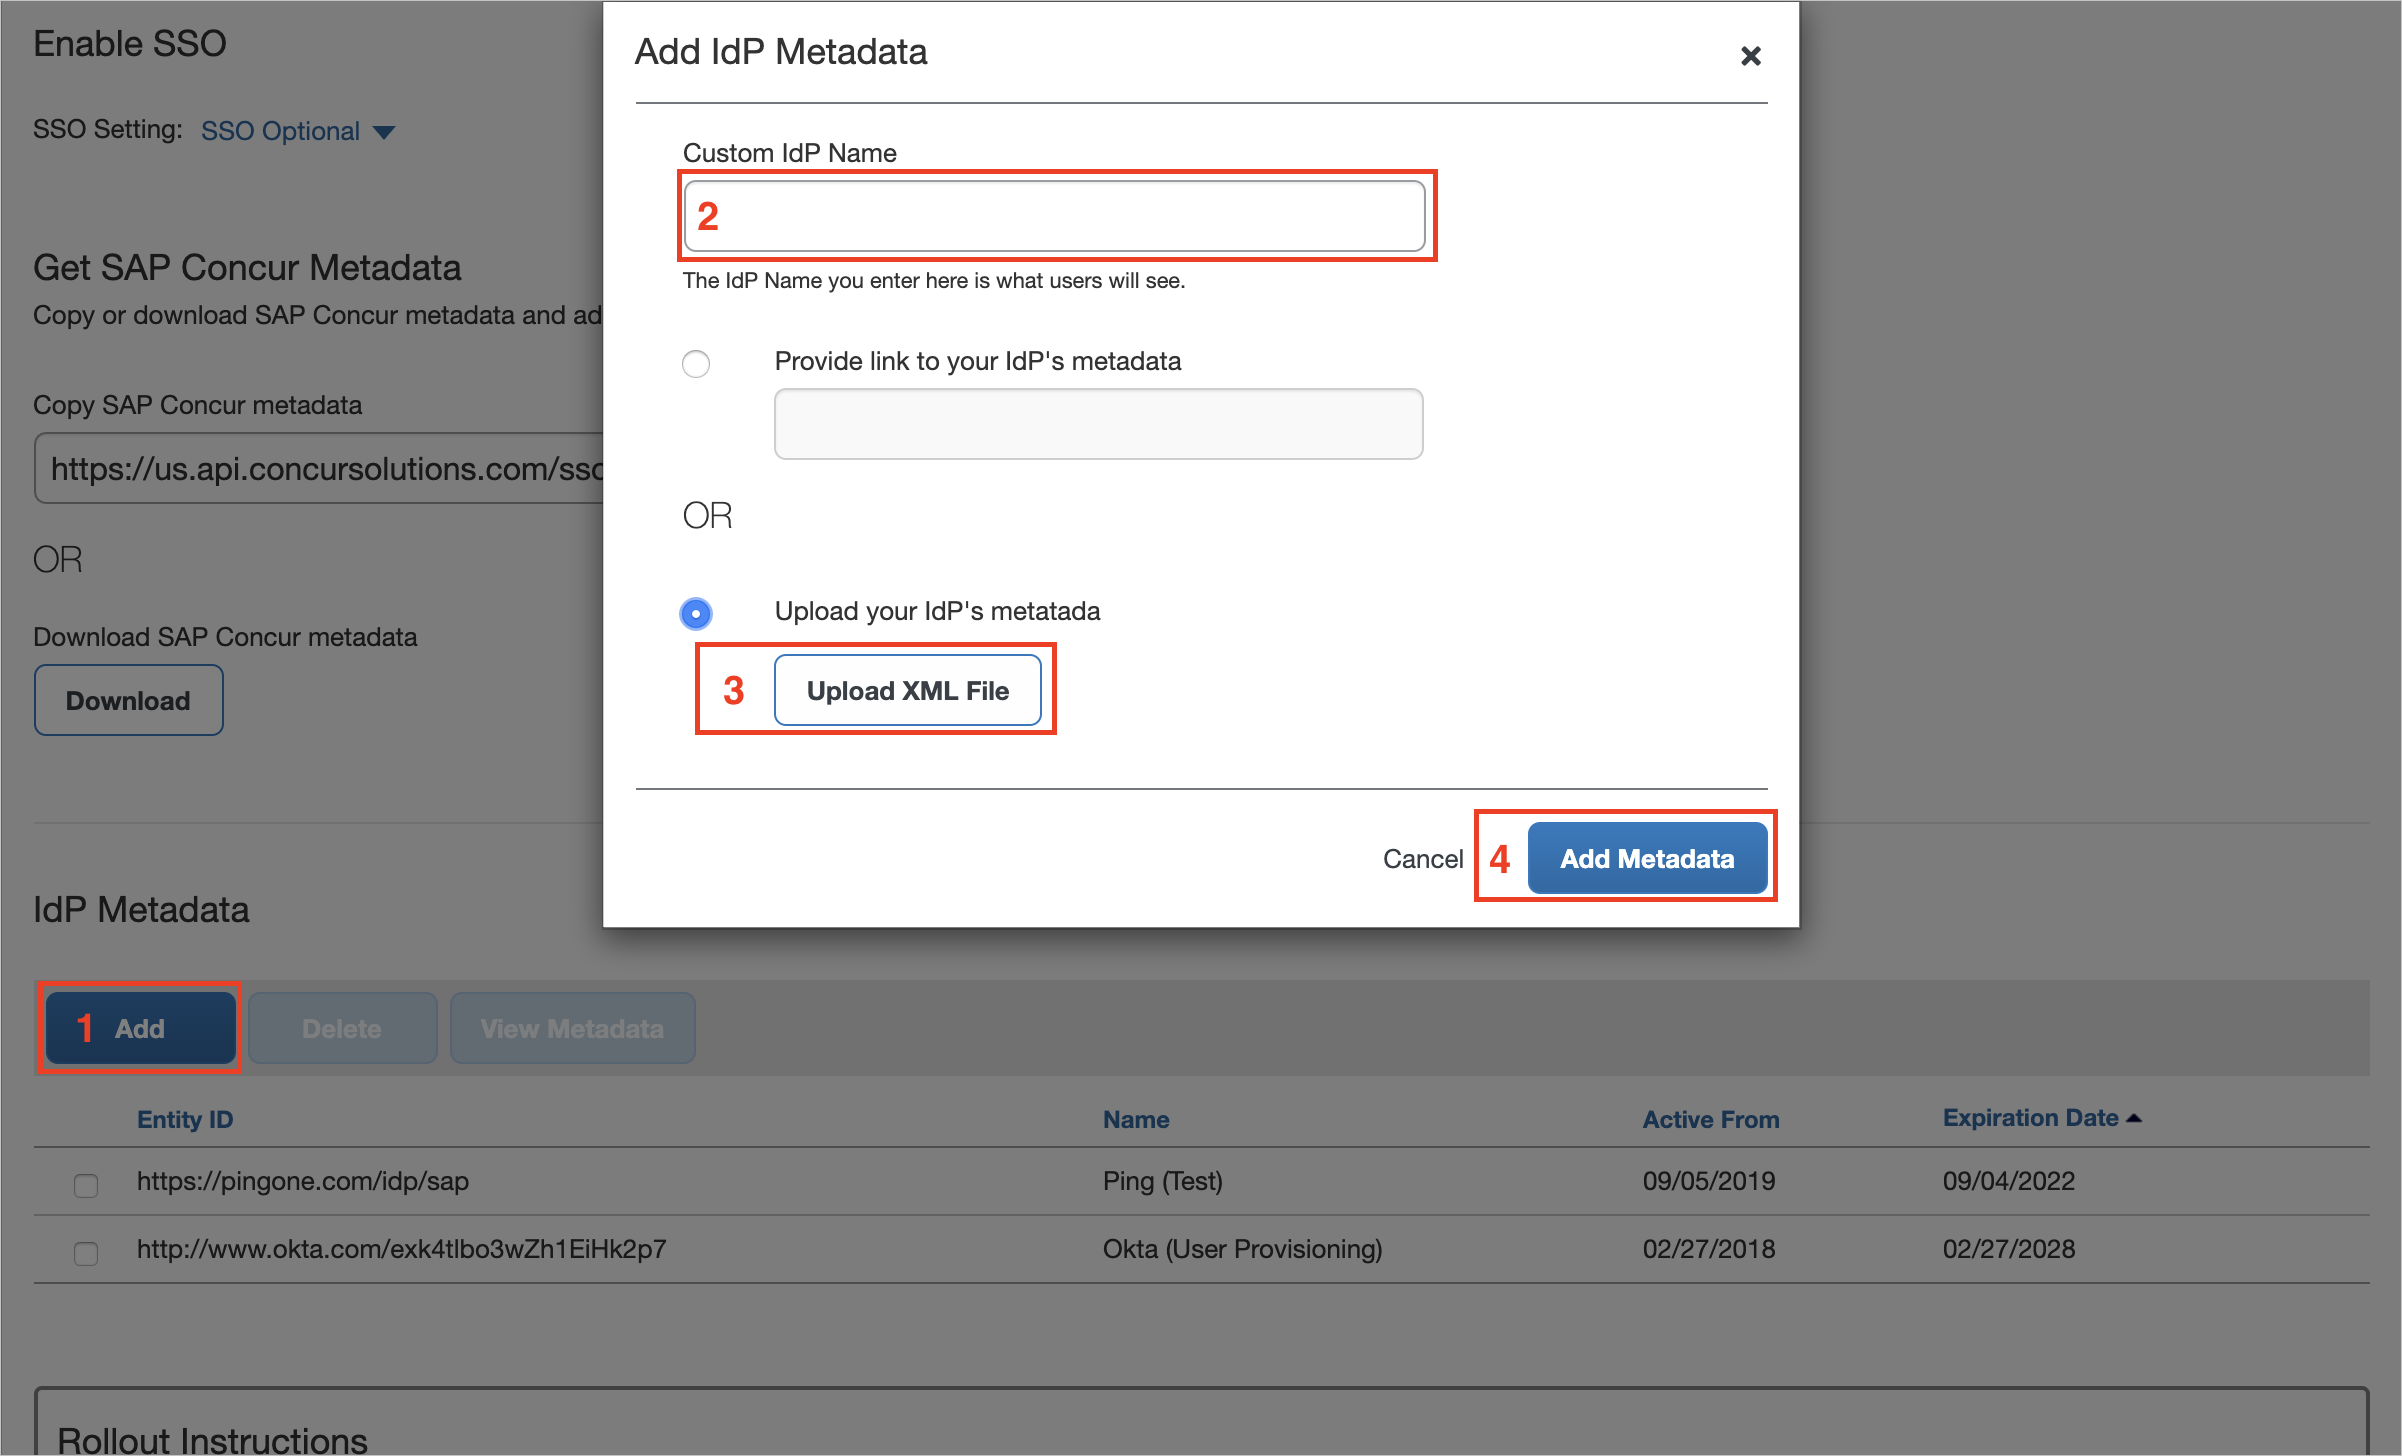 Enable SSO
SSO Setting: SSO Optional
Get SAP Concur Metadata
Copy or download SAP Concur metadata and ad
Copy SAP Concur metadata
https://us.api.concursolutions.com/sso
OR
Download SAP Concur metadata
Download
Add IdP Metadata
Custom IdP Name
2
The IdP Name you enter here is what users will see.
Provide link to your IdP's metadata
OR
Upload your IdP's metatada
3 Upload XML File
Cancel 4 Add Metadata
IdP Metadata
1 Add Delete View Metadata
Entity ID Name Active From Expiration Date
https://pingone.com/idp/sap Ping (Test) 09/05/2019 09/04/2022
http://www.okta.com/exk4tlbo3wZh1EiHk2p7 Okta (User Provisioning) 02/27/2018 02/27/2028
Rollout Instructions